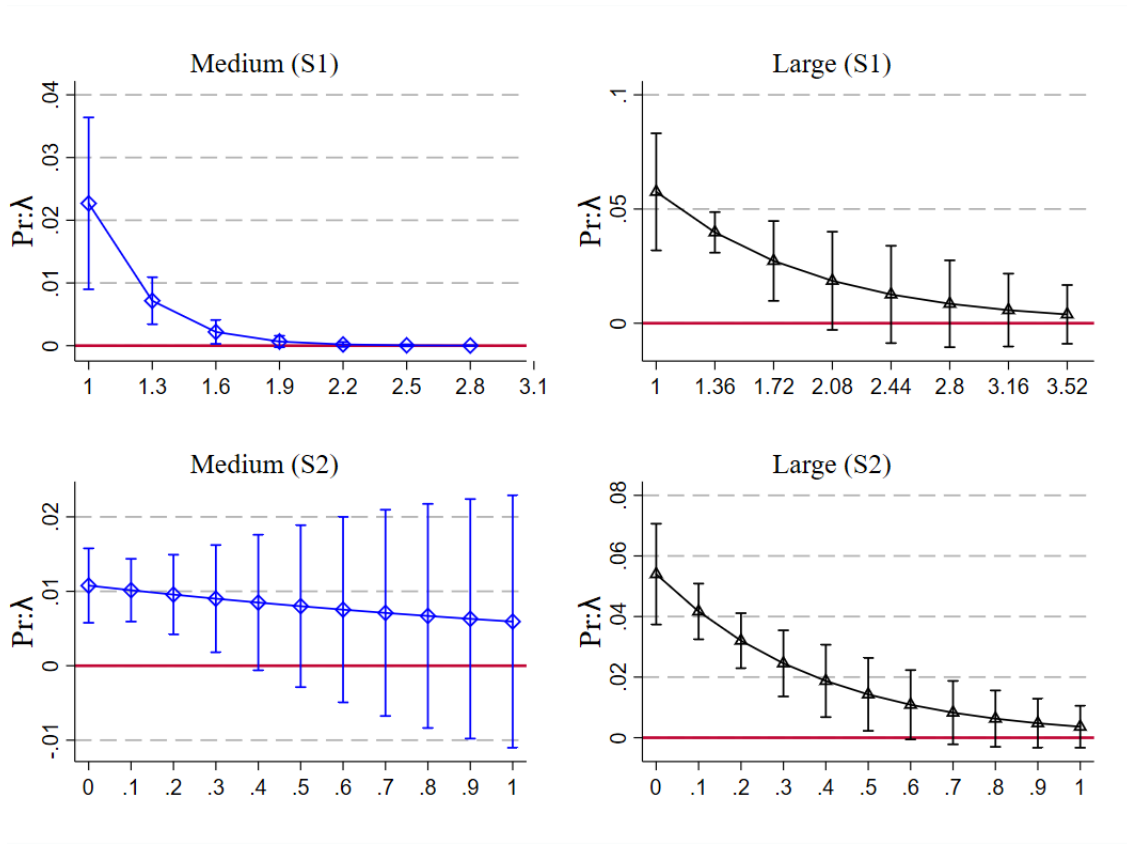 Medium (S1)
Pr:λ
.04
.03
.02
.01
0
1 1.3 1.6 1.9 2.2 2.5 2.8 3.1
Large (S1)
Pr:λ
.1
.05
0
1 1.36 1.72 2.08 2.44 2.8 3.16 3.52
Medium (S2)
Pr:λ
.02
.01
0
-.01
0 .1 .2 .3 .4 .5 .6 .7 .8 .9 1
Large (S2)
Pr:λ
.08
.06
.04
.02
0
0 .1 .2 .3 .4 .5 .6 .7 .8 .9 1